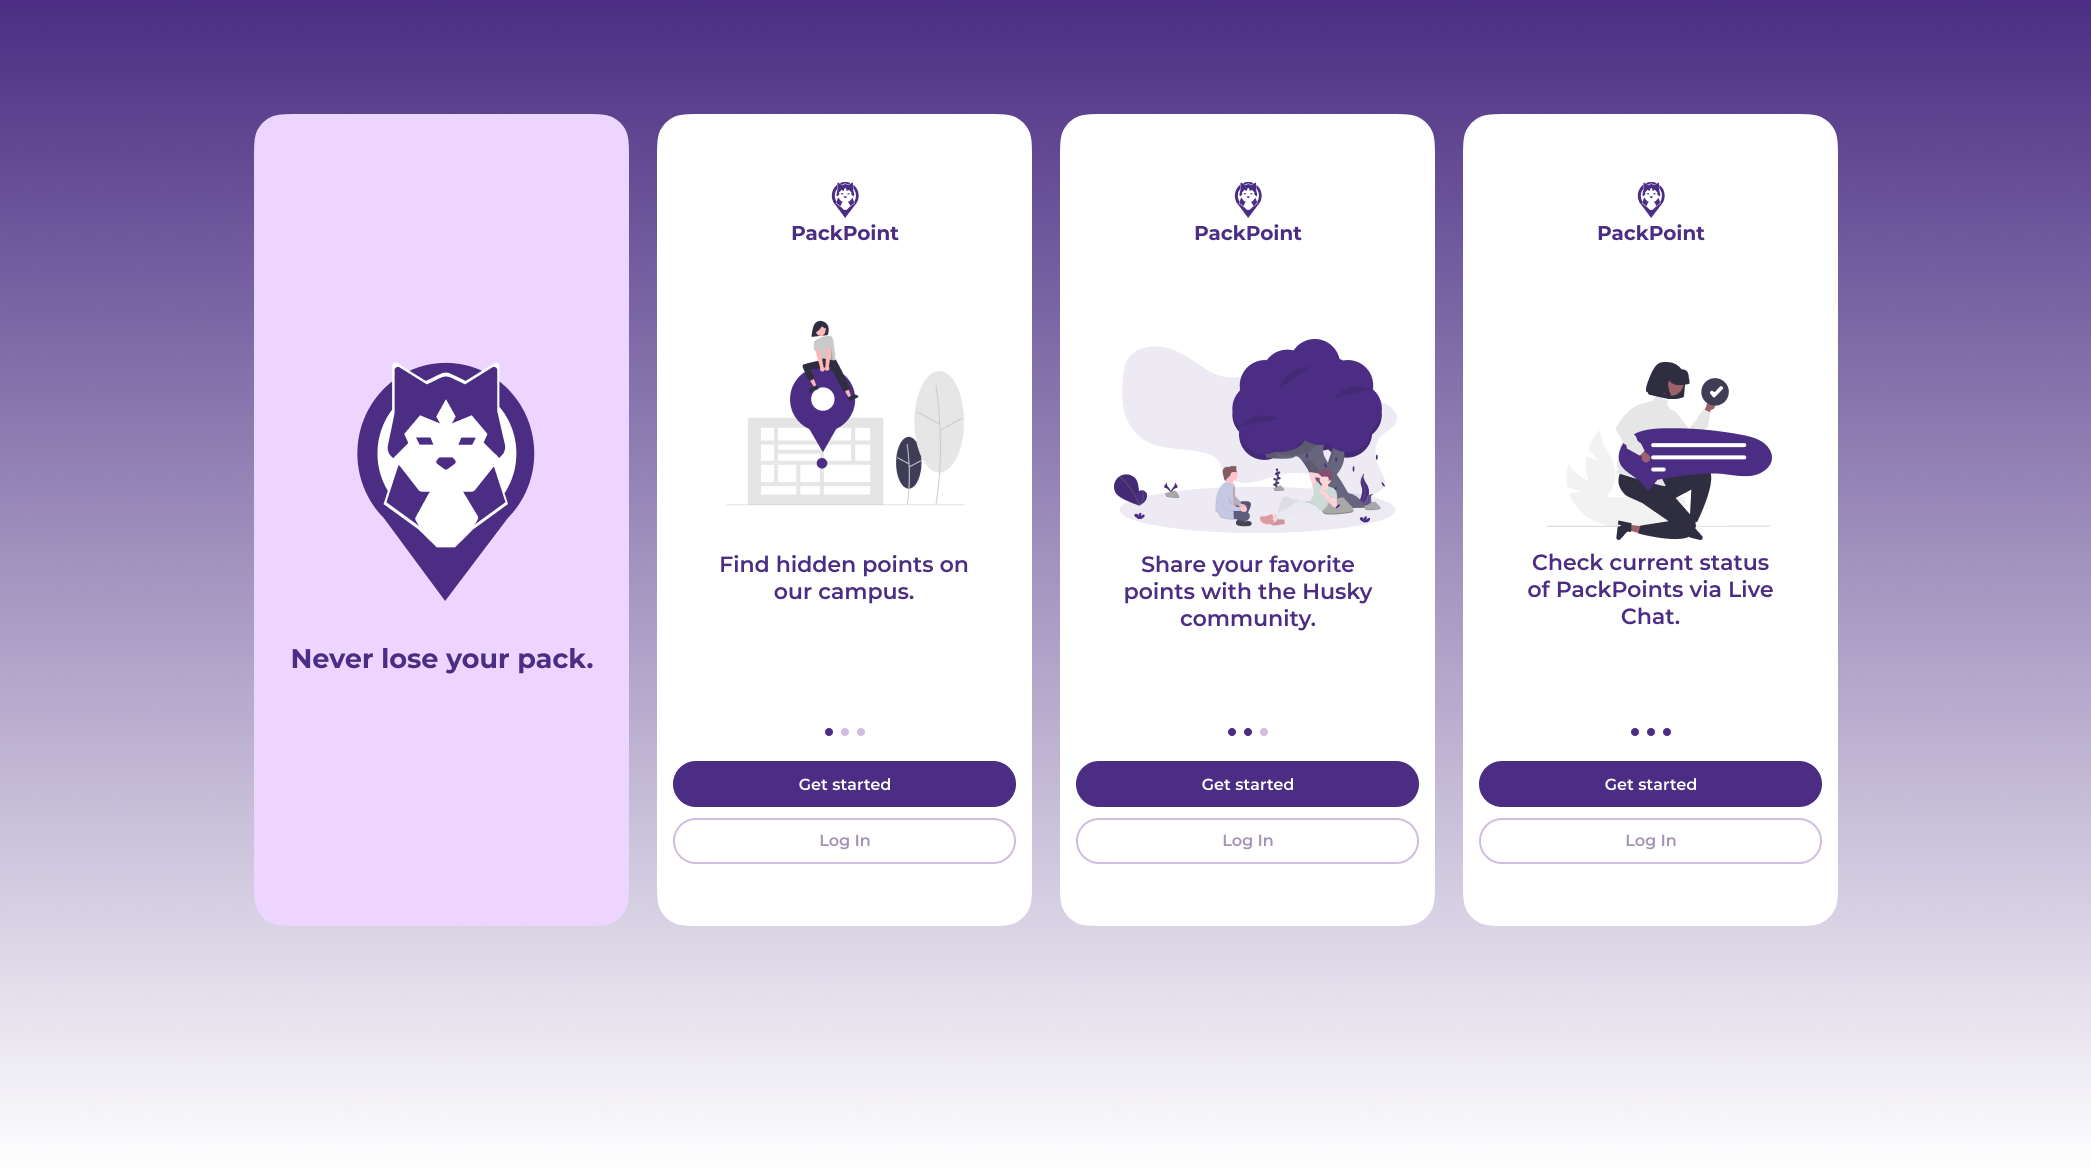 Never lose your pack.
PackPoint
Find hidden points on
our campus.
Get started
Log In
PackPoint
Share your favorite
points with the Husky
community.
Get started
Log In
PackPoint
Check current status
of PackPoints via Live
Chat.
Get started
Log In